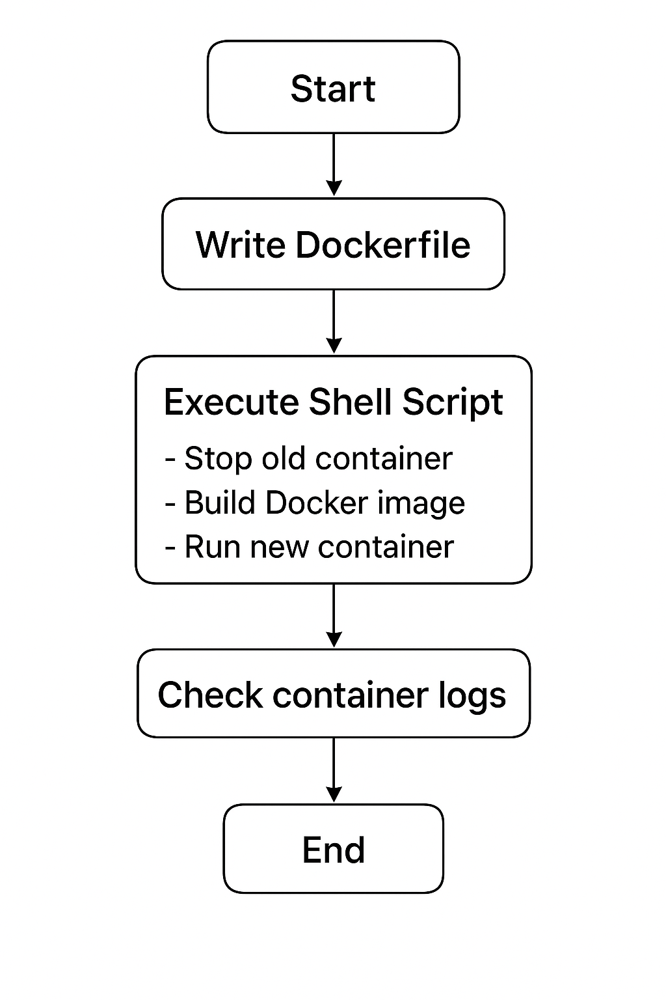 Start
Write Dockerfile
Execute Shell Script
- Stop old container
- Build Docker image
- Run new container
Check container logs
End